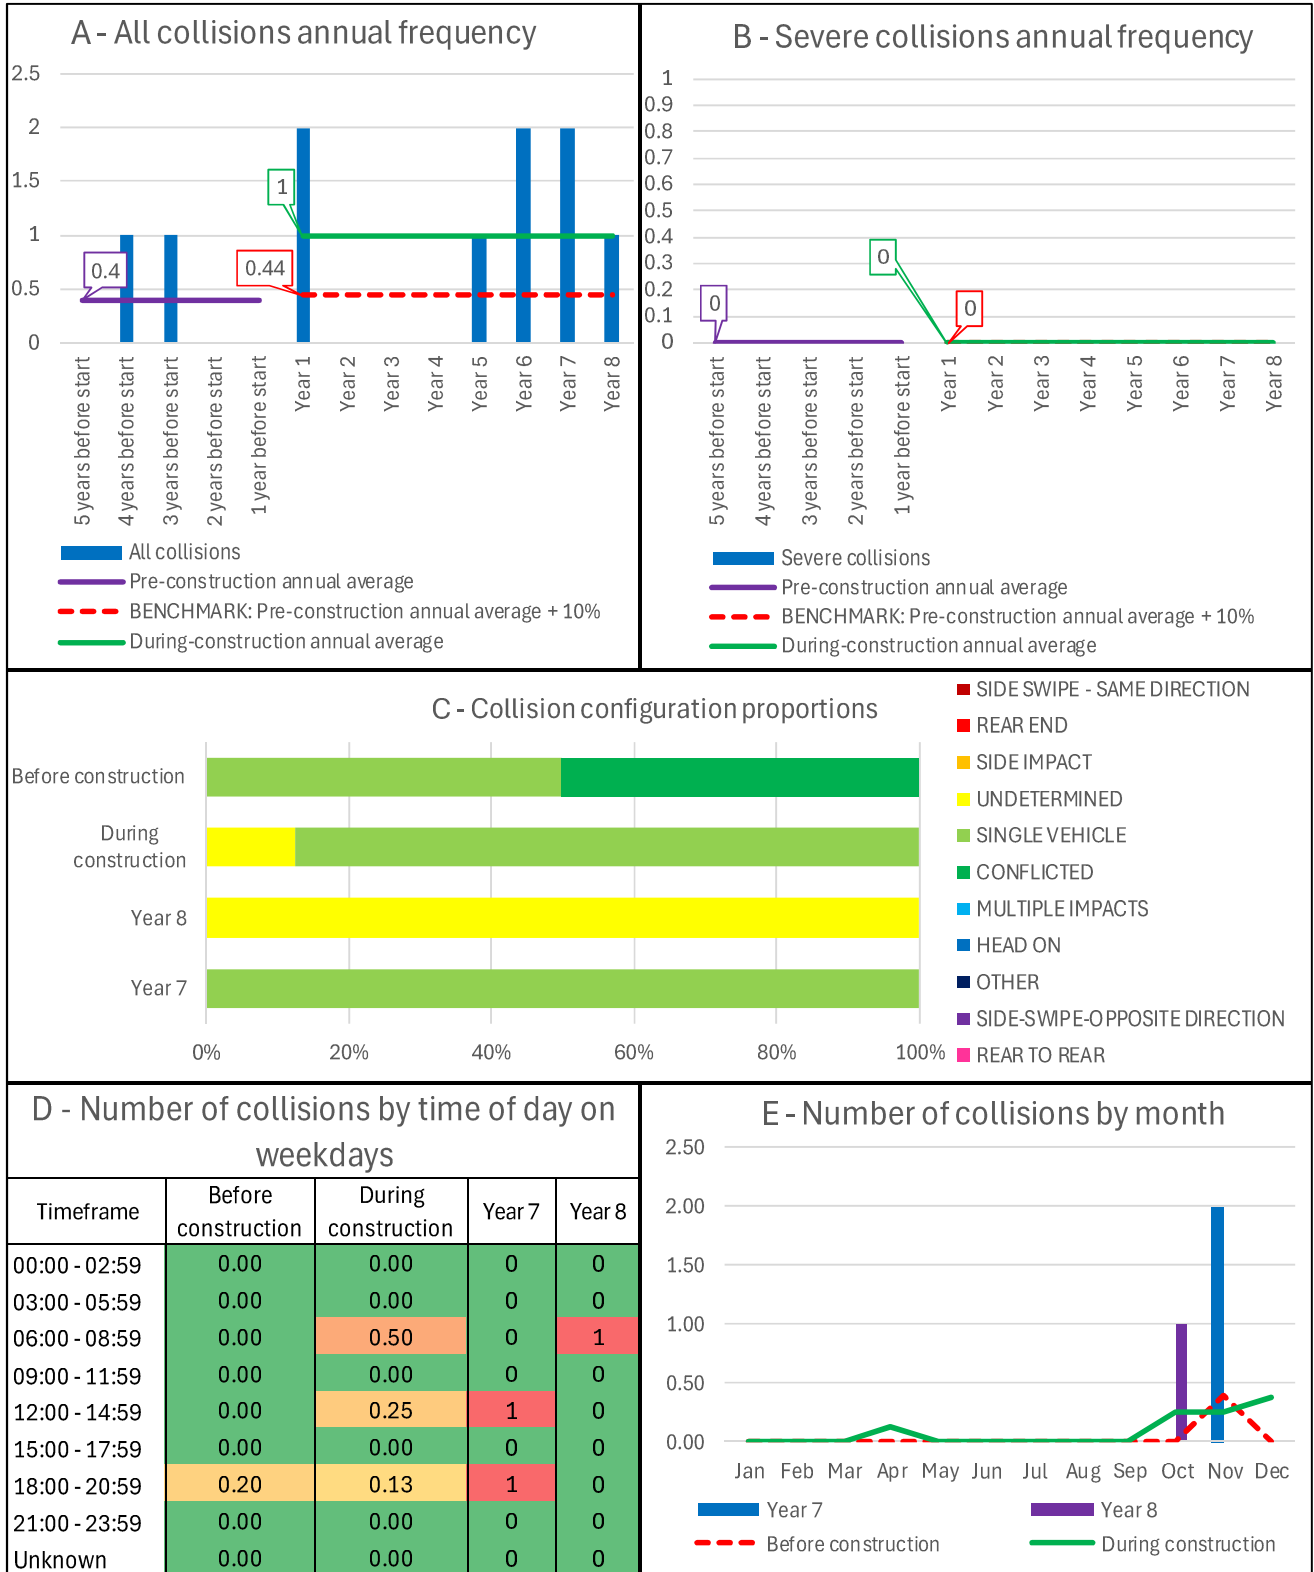 A - All collisions annual frequency
2.5
2
1.5
1
0.5
0
1
0.4
0.44
5 years before start
4 years before start
3 years before start
2 years before start
1 year before start
Year 1
Year 2
Year 3
Year 4
Year 5
Year 6
Year 7
Year 8
All collisions
Pre-construction annual average
BENCHMARK: Pre-construction annual average + 10%
During-construction annual average
B - Severe collisions annual frequency
1
0.9
0.8
0.7
0.6
0.5
0.4
0.3
0.2
0.1
0
0
0
0
5 years before start
4 years before start
3 years before start
2 years before start
1 year before start
Year 1
Year 2
Year 3
Year 4
Year 5
Year 6
Year 7
Year 8
Severe collisions
Pre-construction annual average
BENCHMARK: Pre-construction annual average + 10%
During-construction annual average
C - Collision configuration proportions
Before construction
During
construction
Year 8
Year 7
0% 20% 40% 60% 80% 100%
SIDE SWIPE - SAME DIRECTION
REAR END
SIDE IMPACT
UNDETERMINED
SINGLE VEHICLE
CONFLICTED
MULTIPLE IMPACTS
HEAD ON
OTHER
SIDE-SWIPE-OPPOSITE DIRECTION
REAR TO REAR
D - Number of collisions by time of day on
weekdays
Timeframe Before construction During construction Year 7 Year 8
00:00 - 02:59 0.00 0.00 0 0
03:00 - 05:59 0.00 0.00 0 0
06:00 - 08:59 0.00 0.50 0 1
09:00 - 11:59 0.00 0.00 0 0
12:00 - 14:59 0.00 0.25 1 0
15:00 - 17:59 0.00 0.00 0 0
18:00 - 20:59 0.20 0.13 1 0
21:00 - 23:59 0.00 0.00 0 0
Unknown 0.00 0.00 0 0
E - Number of collisions by month
2.50
2.00
1.50
1.00
0.50
0.00
Jan Feb Mar Apr May Jun Jul Aug Sep Oct Nov Dec
Year 7 Year 8
Before construction During construction